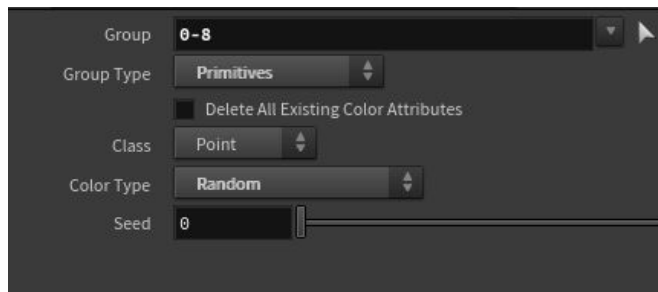 Group 0-8
Group Type Primitives
Delete All Existing Color Attributes
Class Point
Color Type Random
Seed 0